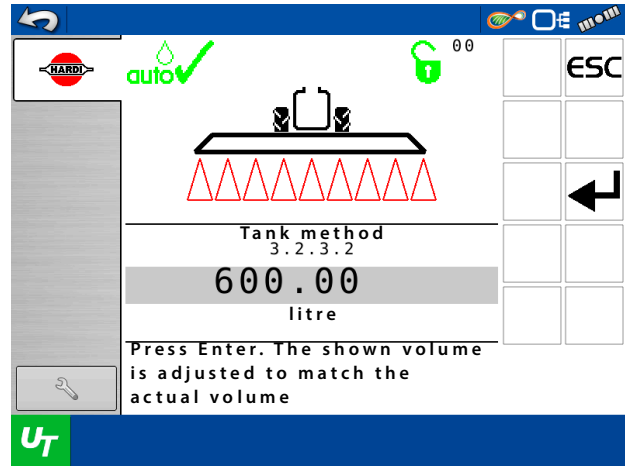 HARDI
auto
00
ESC
Tank method
3.2.3.2
600.00
litre
Press Enter. The shown volume
is adjusted to match the
actual volume
UT